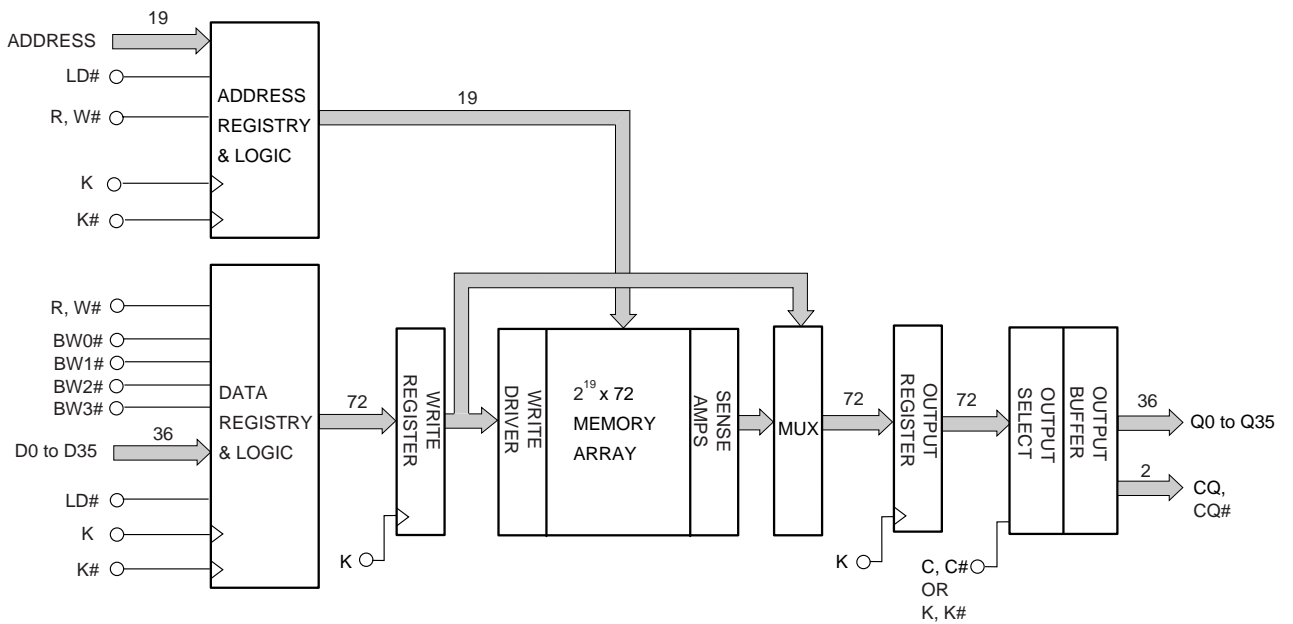 19
ADDRESS
LD#
R, W#
K
K#
ADDRESS
REGISTRY
& LOGIC
19
R, W#
BW0#
BW1#
BW2#
BW3#
D0 to D35
36
LD#
K
K#
DATA
REGISTRY
& LOGIC
72
WRITE
REGISTER
K
WRITE
DRIVER
2^19 x 72
MEMORY
ARRAY
SENSE
AMPS
MUX
72
OUTPUT
REGISTER
K
72
OUTPUT
SELECT
OUTPUT
BUFFER
C, C#
OR
K, K#
36
Q0 to Q35
2
CQ,
CQ#